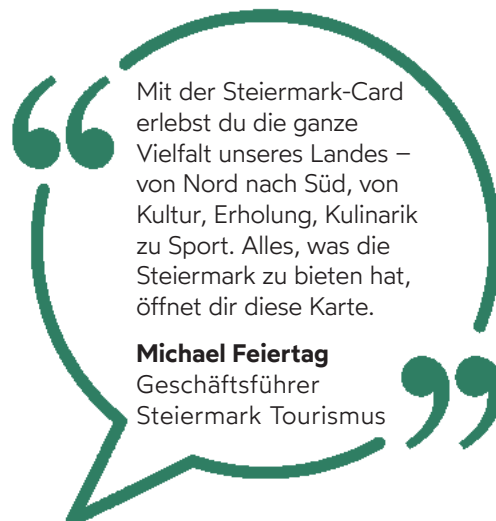 Mit der Steiermark-Card
erlebst du die ganze
Vielfalt unseres Landes –
von Nord nach Süd, von
Kultur, Erholung, Kulinarik
zu Sport. Alles, was die
Steiermark zu bieten hat,
öffnet dir diese Karte.
Michael Feiertag
Geschäftsführer
Steiermark Tourismus